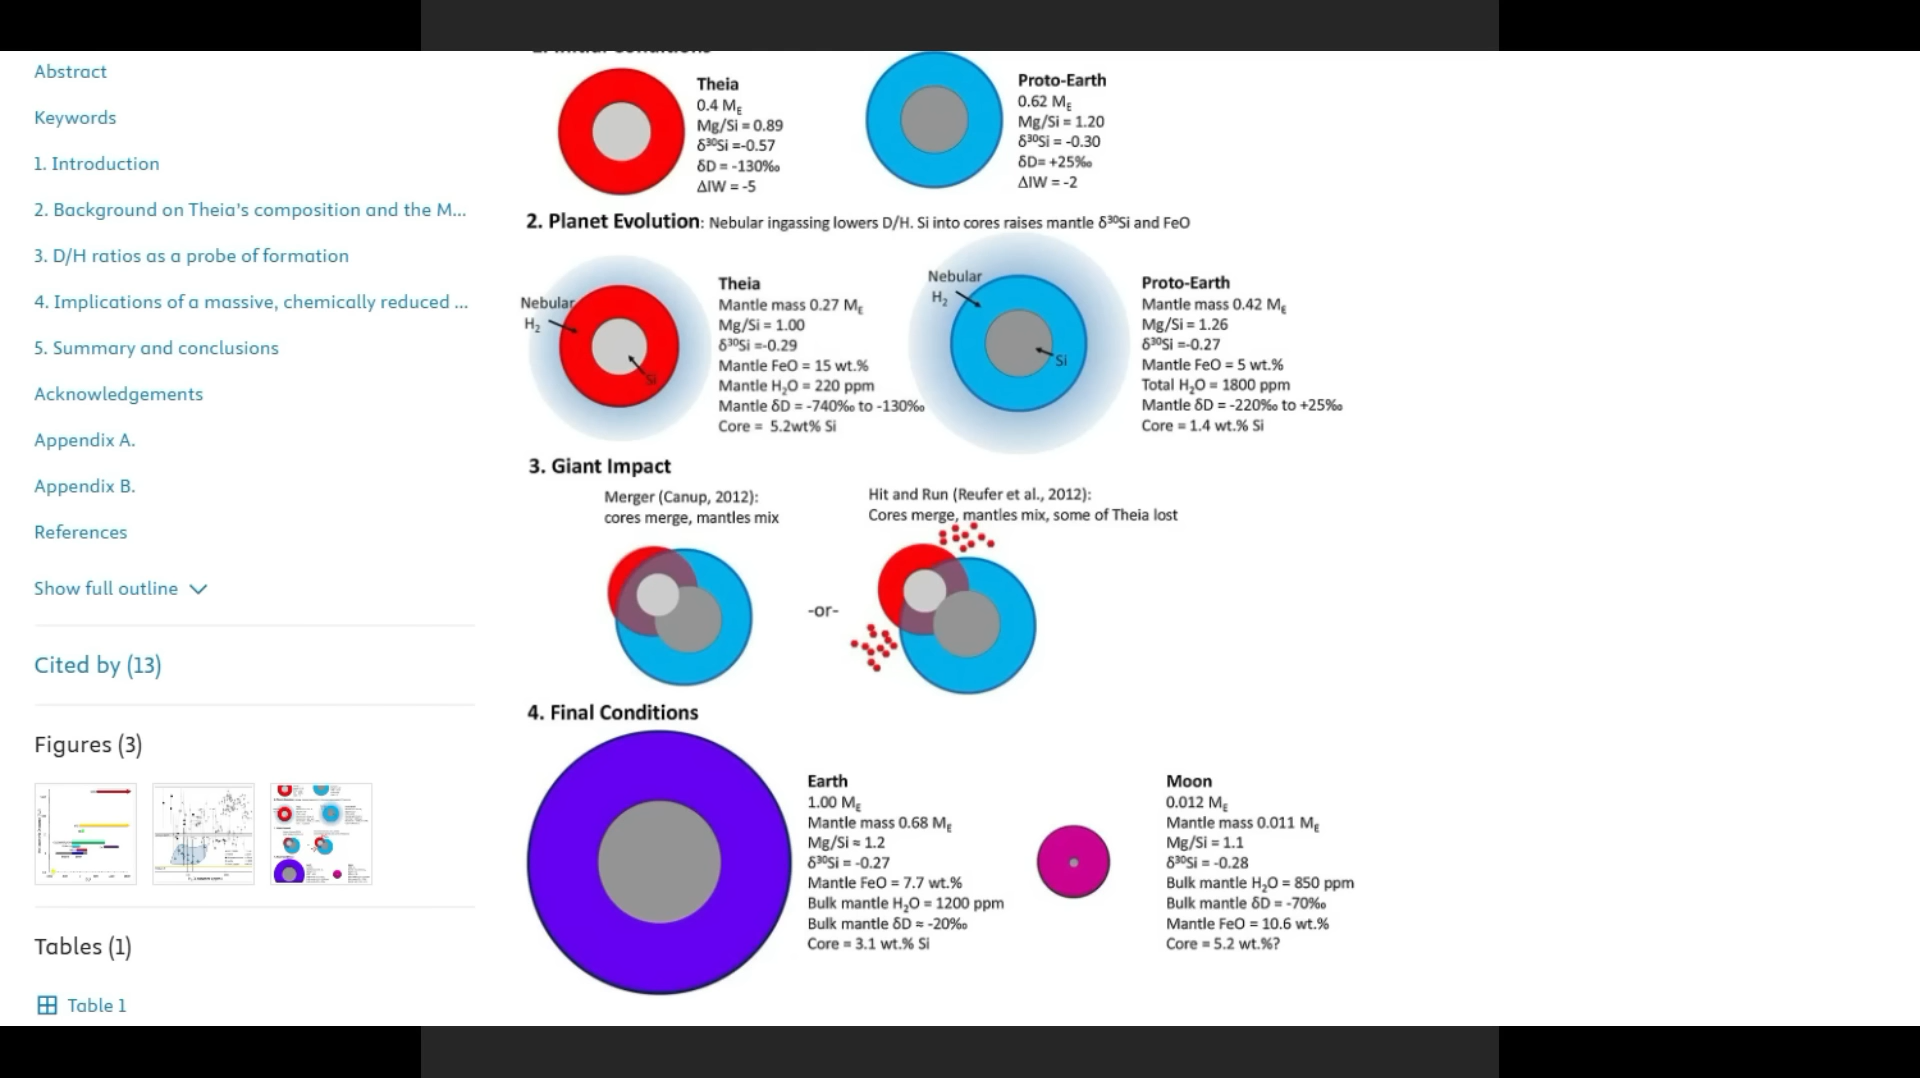 Abstract
Keywords
1. Introduction
2. Background on Theia's composition and the M...
3. D/H ratios as a probe of formation
4. Implications of a massive, chemically reduced ...
5. Summary and conclusions
Acknowledgements
Appendix A.
Appendix B.
References
Show full outline
Cited by (13)
Figures (3)
Tables (1)
Table 1
Theia
0.4 M_E
Mg/Si = 0.89
δ³⁰Si =-0.57
δD = -130‰
ΔIW = -5
Proto-Earth
0.62 M_E
Mg/Si = 1.20
δ³⁰Si = -0.30
δD= +25‰
ΔIW = -2
2. Planet Evolution: Nebular ingassing lowers D/H. Si into cores raises mantle δ³⁰Si and FeO
Nebular
H₂
Si
Theia
Mantle mass 0.27 M_E
Mg/Si = 1.00
δ³⁰Si =-0.29
Mantle FeO = 15 wt.%
Mantle H₂O = 220 ppm
Mantle δD = -740‰ to -130‰
Core = 5.2wt% Si
Nebular
H₂
Si
Proto-Earth
Mantle mass 0.42 M_E
Mg/Si = 1.26
δ³⁰Si =-0.27
Mantle FeO = 5 wt.%
Total H₂O = 1800 ppm
Mantle δD = -220‰ to +25‰
Core = 1.4 wt.% Si
3. Giant Impact
Merger (Canup, 2012):
cores merge, mantles mix
-or-
Hit and Run (Reufer et al., 2012):
Cores merge, mantles mix, some of Theia lost
4. Final Conditions
Earth
1.00 M_E
Mantle mass 0.68 M_E
Mg/Si ≈ 1.2
δ³⁰Si = -0.27
Mantle FeO = 7.7 wt.%
Bulk mantle H₂O = 1200 ppm
Bulk mantle δD ≈ -20‰
Core = 3.1 wt.% Si
Moon
0.012 M_E
Mantle mass 0.011 M_E
Mg/Si = 1.1
δ³⁰Si = -0.28
Bulk mantle H₂O = 850 ppm
Bulk mantle δD = -70‰
Mantle FeO = 10.6 wt.%
Core = 5.2 wt.%?